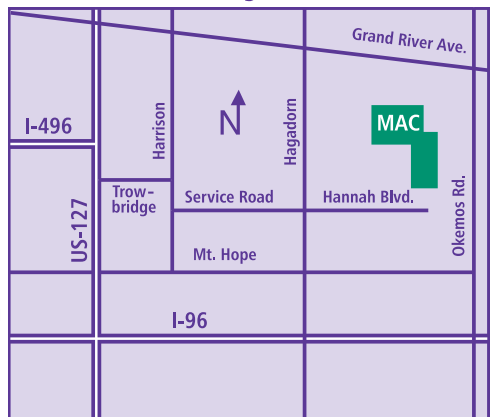 Grand River Ave.
I-496
Harrison
N
Hagadorn
MAC
Trow-
bridge
Service Road
Hannah Blvd.
Okemos Rd.
US-127
Mt. Hope
I-96